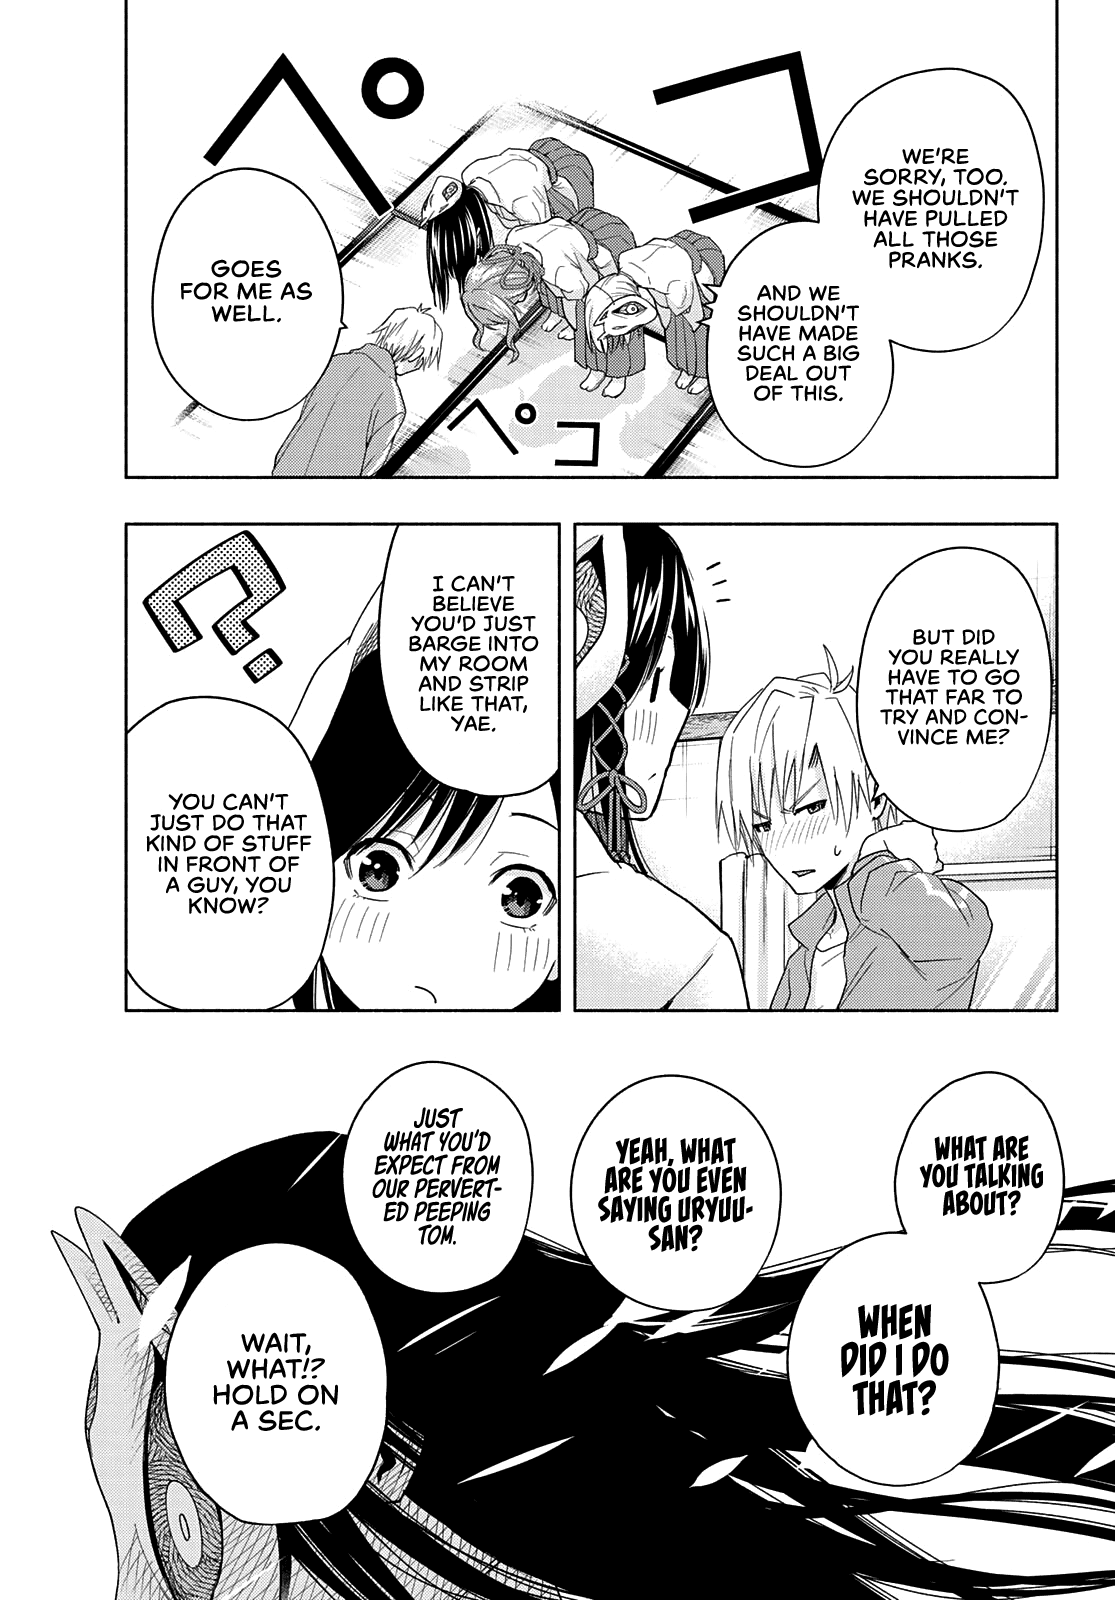 WE'RE
SORRY, TOO.
WE SHOULDN'T
HAVE PULLED
ALL THOSE
PRANKS.
AND WE
SHOULDN'T
HAVE MADE
SUCH A BIG
DEAL OUT
OF THIS.
ペコ
GOES
FOR ME AS
WELL.
ペコ
BUT DID
YOU REALLY
HAVE TO GO
THAT FAR TO
TRY AND CON-
VINCE ME?
I CAN'T
BELIEVE
YOU'D JUST
BARGE INTO
MY ROOM
AND STRIP
LIKE THAT,
YAE.
?
YOU CAN'T
JUST DO THAT
KIND OF STUFF
IN FRONT OF
A GUY, YOU
KNOW?
WHAT ARE
YOU TALKING
ABOUT?
WHEN
DID I DO
THAT?
YEAH, WHAT
ARE YOU EVEN
SAYING URYUU-
SAN?
JUST
WHAT YOU'D
EXPECT FROM
OUR PERVERT-
ED PEEPING
TOM.
WAIT,
WHAT!?
HOLD ON
A SEC.